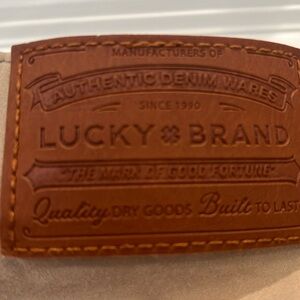 MANUFACTURERS OF
AUTHENTIC DENIM WARES
SINCE 1990
LUCKY BRAND
"THE MARK OF GOOD FORTUNE"
Quality DRY GOODS Built TO LAST